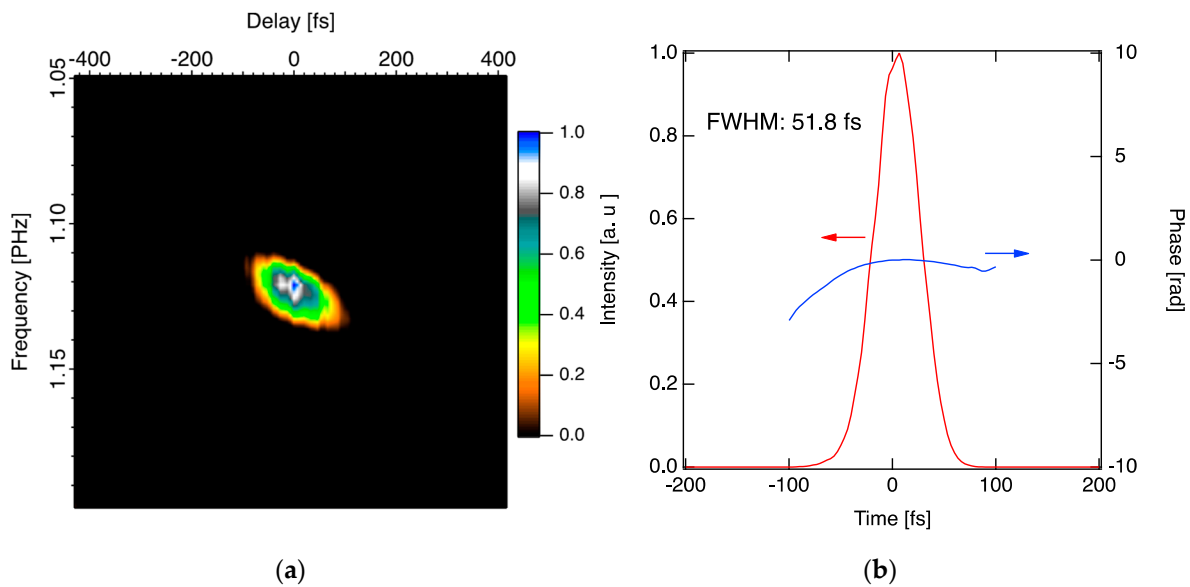 Delay [fs]
-400 -200 0 200 400
Frequency [PHz]
1.05
1.10
1.15
1.0
0.8
0.6
0.4
0.2
0.0
(a)
Intensity [a. u]
1.0
0.8
0.6
0.4
0.2
0.0
FWHM: 51.8 fs
10
5
0
-5
-10
Phase [rad]
-200 -100 0 100 200
Time [fs]
(b)